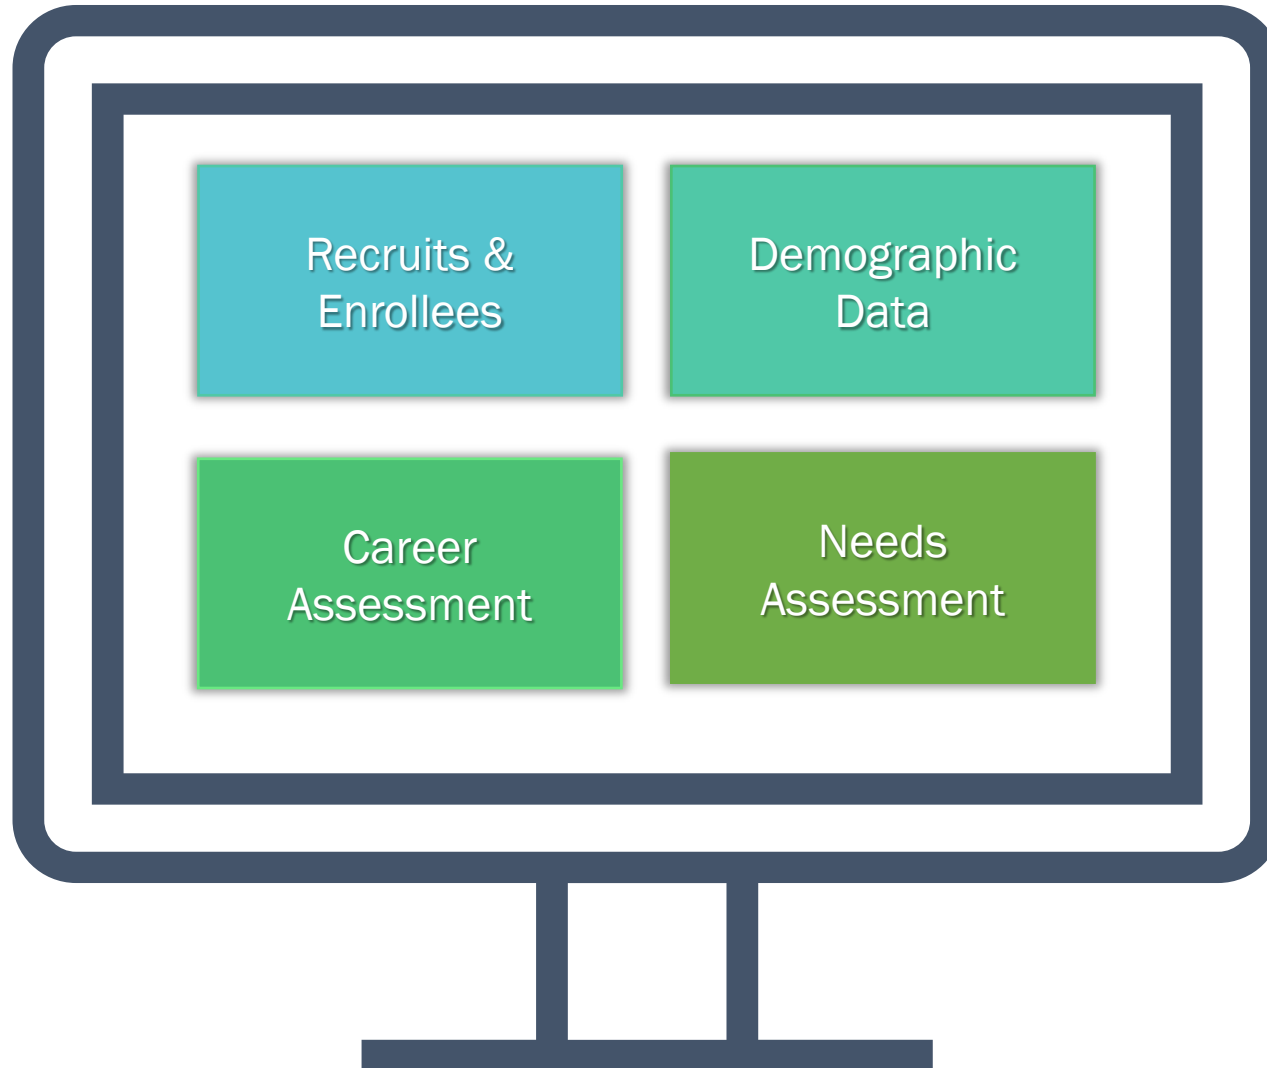 Recruits &
Enrollees
Demographic
Data
Career
Assessment
Needs
Assessment